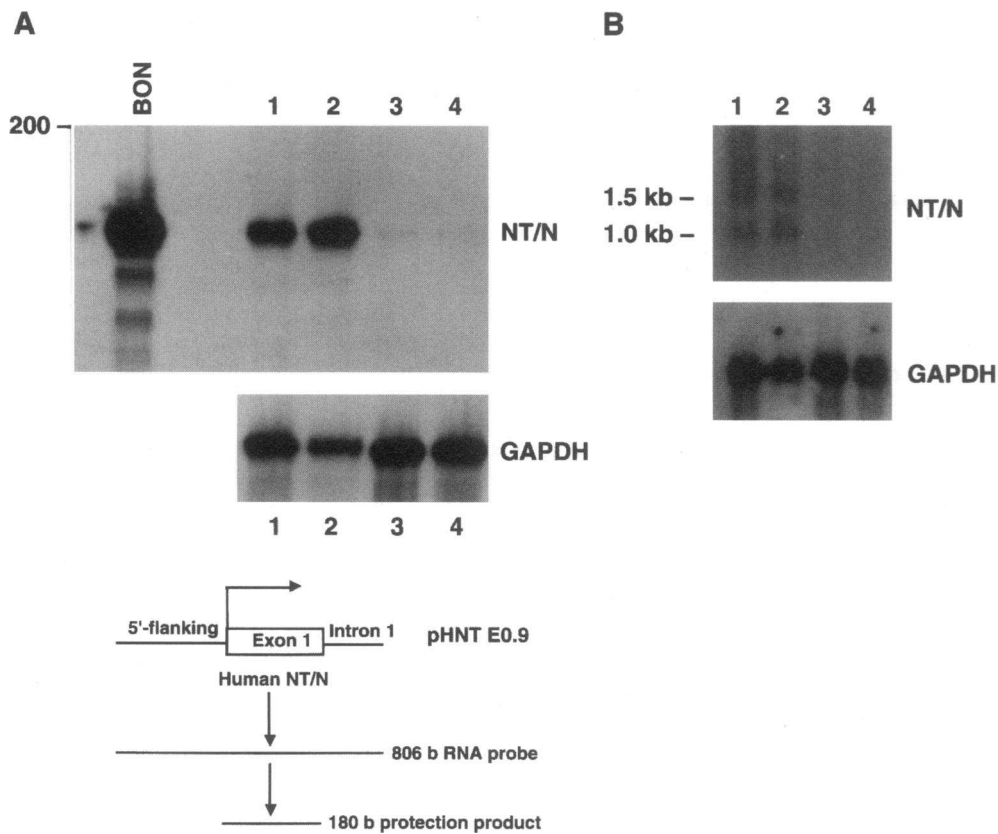 A
B
BON
1 2 3 4
200
NT/N
GAPDH
1 2 3 4
1 2 3 4
1.5 kb
1.0 kb
NT/N
GAPDH
5'-flanking
Exon 1
Intron 1
pHNT E0.9
Human NT/N
806 b RNA probe
180 b protection product